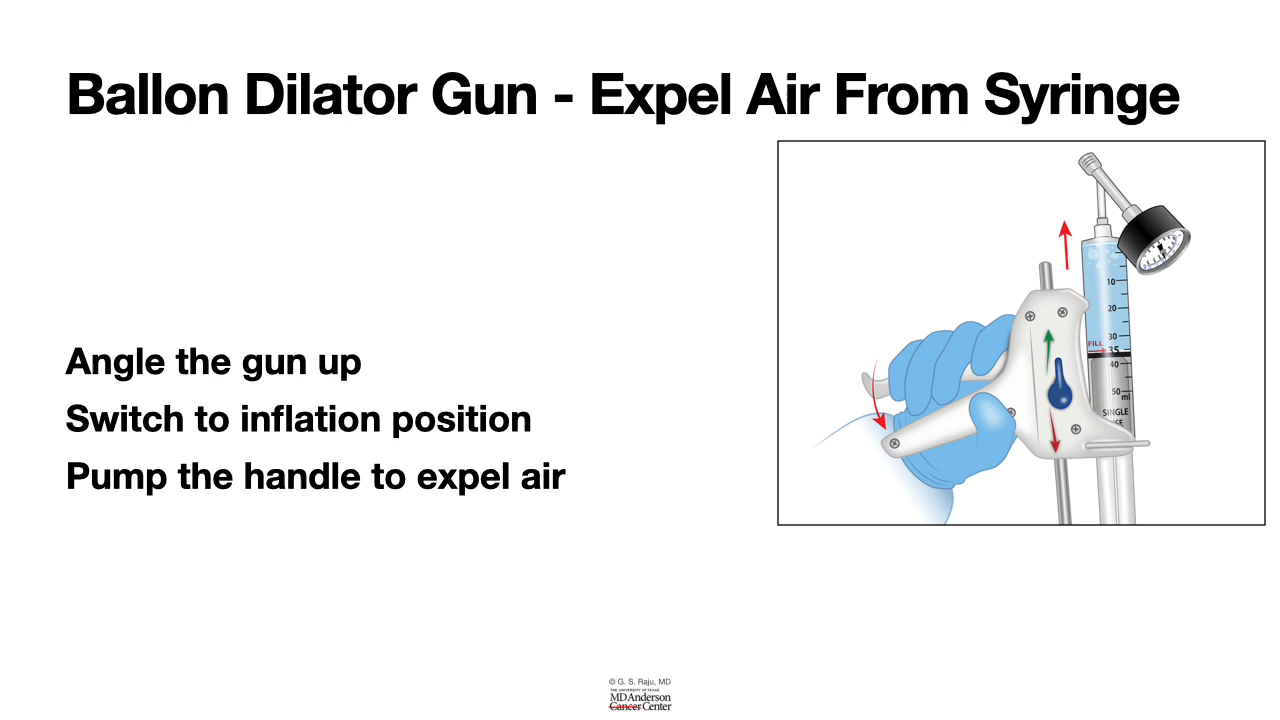 Ballon Dilator Gun - Expel Air From Syringe
Angle the gun up
Switch to inflation position
Pump the handle to expel air
10
20
30
FILL
35
40
50
ml
SINGLE
© G. S. Raju, MD
THE UNIVERSITY OF TEXAS
MD Anderson
Cancer Center